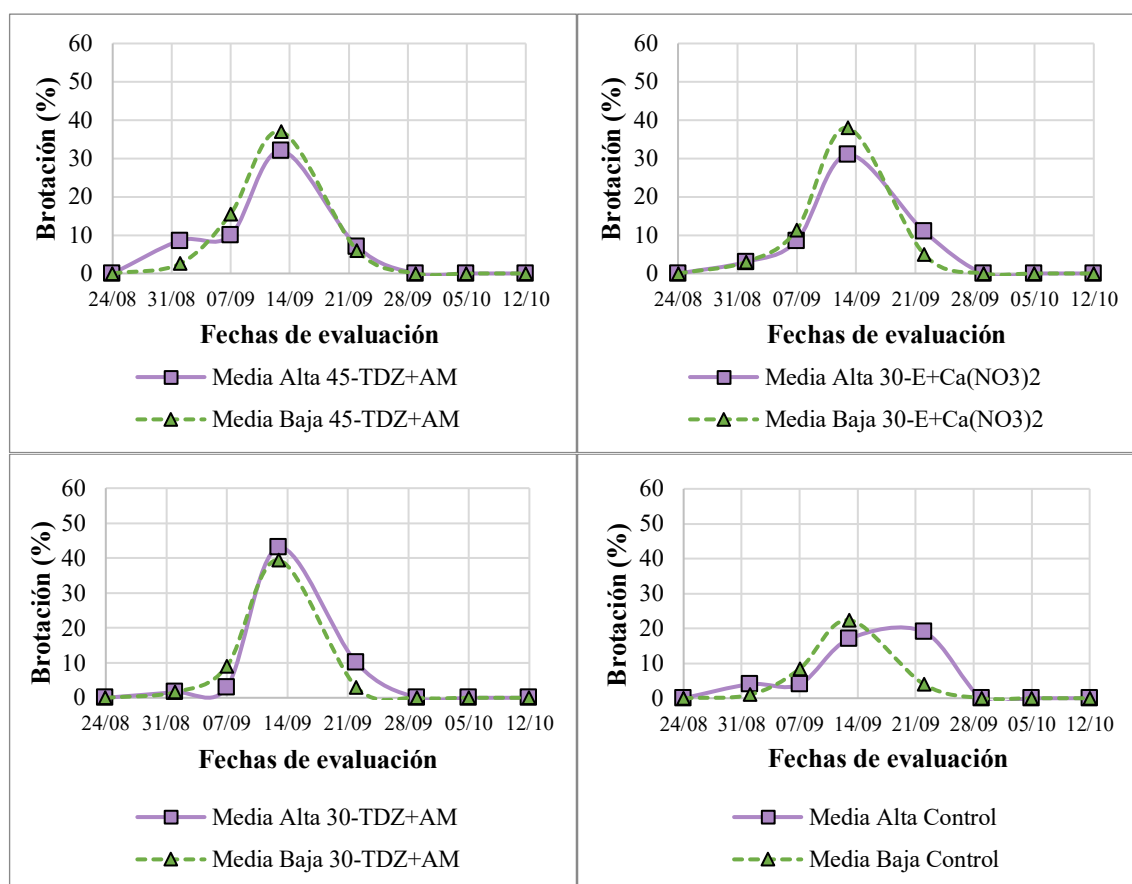 60
50
40
30
20
10
0
Brotación (%)
24/08 31/08 07/09 14/09 21/09 28/09 05/10 12/10
Fechas de evaluación
Media Alta 45-TDZ+AM
Media Baja 45-TDZ+AM
60
50
40
30
20
10
0
Brotación (%)
24/08 31/08 07/09 14/09 21/09 28/09 05/10 12/10
Fechas de evaluación
Media Alta 30-E+Ca(NO3)2
Media Baja 30-E+Ca(NO3)2
60
50
40
30
20
10
0
Brotación (%)
24/08 31/08 07/09 14/09 21/09 28/09 05/10 12/10
Fechas de evaluación
Media Alta 30-TDZ+AM
Media Baja 30-TDZ+AM
60
50
40
30
20
10
0
Brotación (%)
24/08 31/08 07/09 14/09 21/09 28/09 05/10 12/10
Fechas de evaluación
Media Alta Control
Media Baja Control